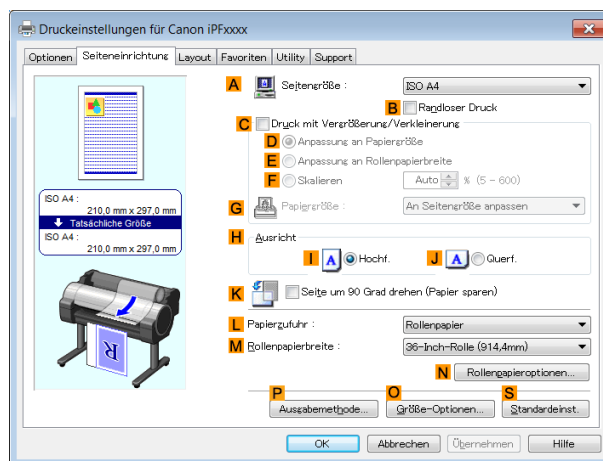 Druckeinstellungen für Canon iPFxxxx
Optionen Seiteneinrichtung Layout Favoriten Utility Support
A Seitengröße : ISO A4
B Randloser Druck
C Druck mit Vergrößerung/Verkleinerung
D Anpassung an Papiergröße
E Anpassung an Rollenpapierbreite
F Skalieren Auto % (5 - 600)
G Papiergröße : An Seitengröße anpassen
ISO A4 :
210,0 mm x 297,0 mm
Tatsächliche Größe
ISO A4 :
210,0 mm x 297,0 mm
H Ausricht
I A Hochf. J A Querf.
K Seite um 90 Grad drehen (Papier sparen)
L Papierzufuhr : Rollenpapier
M Rollenpapierbreite : 36-Inch-Rolle (914,4mm)
R
N Rollenpapieroptionen...
P O S
Ausgabemethode... Größe-Optionen... Standardeinst.
OK Abbrechen Übernehmen Hilfe